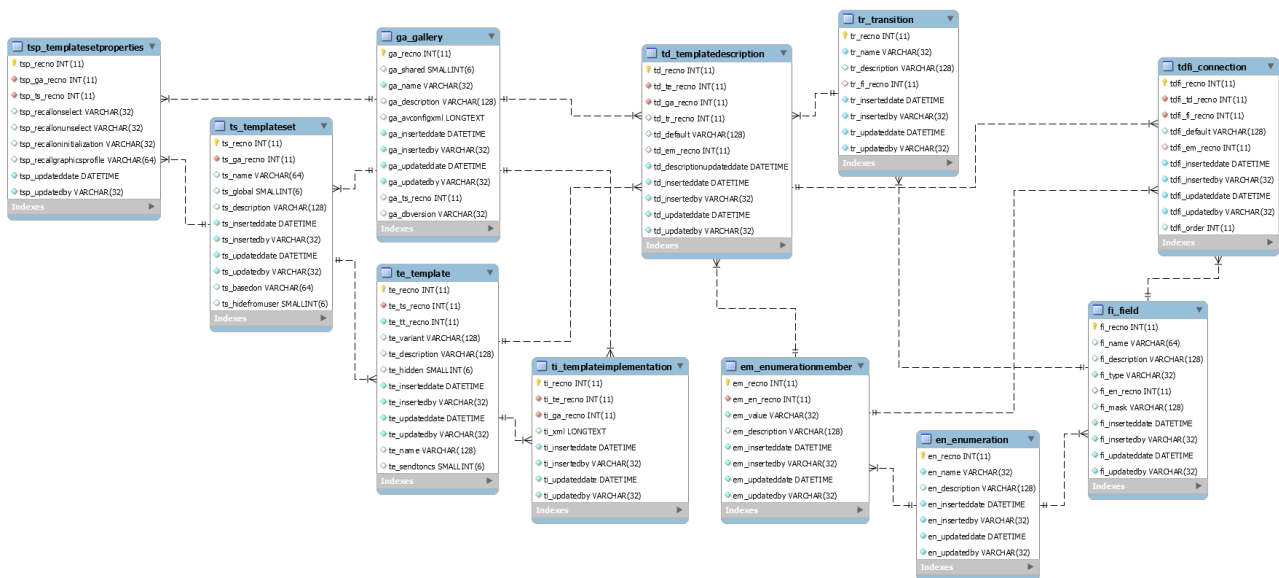 tsp_templatesetproperties
tsp_recno INT(11)
tsp_ga_recno INT(11)
tsp_ts_recno INT(11)
tsp_recallonselect VARCHAR(32)
tsp_recallonunselect VARCHAR(32)
tsp_recalloninitialization VARCHAR(32)
tsp_recallgraphicsprofile VARCHAR(64)
tsp_updateddate DATETIME
tsp_updatedby VARCHAR(32)
Indexes
ts_templateset
ts_recno INT(11)
ts_ga_recno INT(11)
ts_name VARCHAR(64)
ts_global SMALLINT(6)
ts_description VARCHAR(128)
ts_inserteddate DATETIME
ts_insertedby VARCHAR(32)
ts_updateddate DATETIME
ts_updatedby VARCHAR(32)
ts_basedon VARCHAR(64)
ts_hidefromuser SMALLINT(6)
Indexes
ga_gallery
ga_recno INT(11)
ga_shared SMALLINT(6)
ga_name VARCHAR(32)
ga_description VARCHAR(128)
ga_avconfigxml LONGTEXT
ga_inserteddate DATETIME
ga_insertedby VARCHAR(32)
ga_updateddate DATETIME
ga_updatedby VARCHAR(32)
ga_ts_recno INT(11)
ga_dbversion VARCHAR(32)
Indexes
te_template
te_recno INT(11)
te_ts_recno INT(11)
te_tt_recno INT(11)
te_variant VARCHAR(128)
te_description VARCHAR(128)
te_hidden SMALLINT(6)
te_inserteddate DATETIME
te_insertedby VARCHAR(32)
te_updateddate DATETIME
te_updatedby VARCHAR(32)
te_name VARCHAR(128)
te_sendtoncs SMALLINT(6)
Indexes
ti_templateimplementation
ti_recno INT(11)
ti_te_recno INT(11)
ti_ga_recno INT(11)
ti_xml LONGTEXT
ti_inserteddate DATETIME
ti_insertedby VARCHAR(32)
ti_updateddate DATETIME
ti_updatedby VARCHAR(32)
Indexes
td_templatedescription
td_recno INT(11)
td_te_recno INT(11)
td_ga_recno INT(11)
td_tr_recno INT(11)
td_default VARCHAR(128)
td_em_recno INT(11)
td_descriptionupdateddate DATETIME
td_inserteddate DATETIME
td_insertedby VARCHAR(32)
td_updateddate DATETIME
td_updatedby VARCHAR(32)
Indexes
em_enumerationmember
em_recno INT(11)
em_en_recno INT(11)
em_value VARCHAR(32)
em_description VARCHAR(128)
em_inserteddate DATETIME
em_insertedby VARCHAR(32)
em_updateddate DATETIME
em_updatedby VARCHAR(32)
Indexes
tr_transition
tr_recno INT(11)
tr_name VARCHAR(32)
tr_description VARCHAR(128)
tr_fi_recno INT(11)
tr_inserteddate DATETIME
tr_insertedby VARCHAR(32)
tr_updateddate DATETIME
tr_updatedby VARCHAR(32)
Indexes
en_enumeration
en_recno INT(11)
en_name VARCHAR(32)
en_description VARCHAR(128)
en_inserteddate DATETIME
en_insertedby VARCHAR(32)
en_updateddate DATETIME
en_updatedby VARCHAR(32)
Indexes
tdfi_connection
tdfi_recno INT(11)
tdfi_td_recno INT(11)
tdfi_fi_recno INT(11)
tdfi_default VARCHAR(128)
tdfi_em_recno INT(11)
tdfi_inserteddate DATETIME
tdfi_insertedby VARCHAR(32)
tdfi_updateddate DATETIME
tdfi_updatedby VARCHAR(32)
tdfi_order INT(11)
Indexes
fi_field
fi_recno INT(11)
fi_name VARCHAR(64)
fi_description VARCHAR(128)
fi_type VARCHAR(32)
fi_en_recno INT(11)
fi_mask VARCHAR(128)
fi_inserteddate DATETIME
fi_insertedby VARCHAR(32)
fi_updateddate DATETIME
fi_updatedby VARCHAR(32)
Indexes